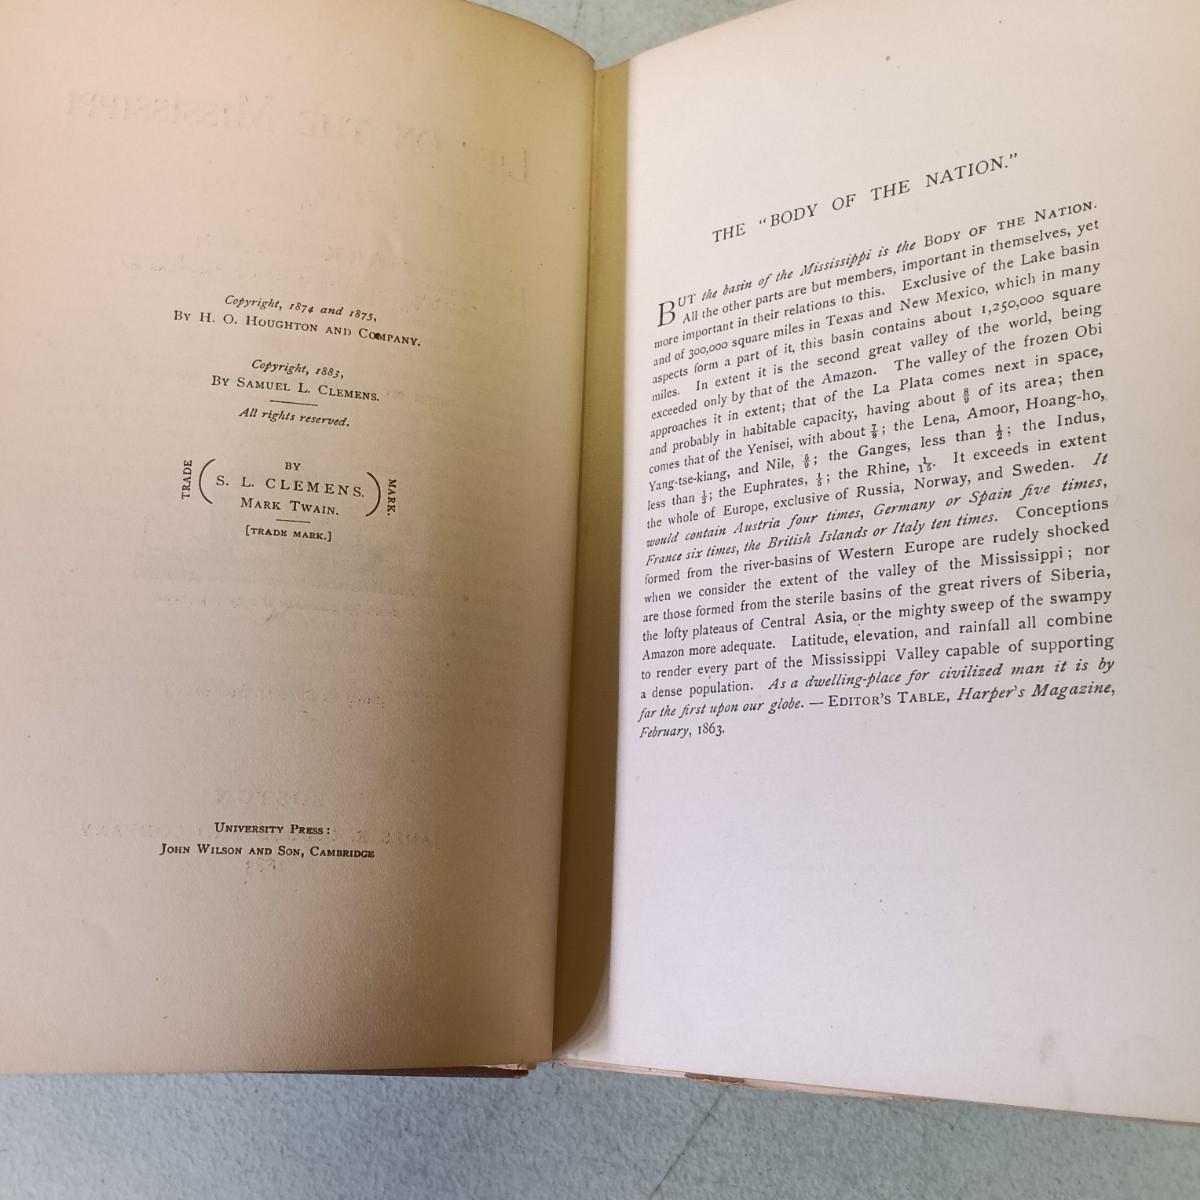 Copyright, 1874 and 1875,
By H. O. Houghton and Company.
Copyright, 1883,
By Samuel L. Clemens.
All rights reserved.
BY
TRADE
S. L. CLEMENS.
MARK.
Mark Twain.
[TRADE MARK.]
University Press:
John Wilson and Son, Cambridge
THE "BODY OF THE NATION."
BUT the basin of the Mississippi is the BODY OF THE NATION.
All the other parts are but members, important in themselves, yet
more important in their relations to this. Exclusive of the Lake basin
and of 300,000 square miles in Texas and New Mexico, which in many
aspects form a part of it, this basin contains about 1,250,000 square
miles. In extent it is the second great valley of the world, being
exceeded only by that of the Amazon. The valley of the frozen Obi
approaches it in extent; that of the La Plata comes next in space,
and probably in habitable capacity, having about 8/9 of its area; then
comes that of the Yenisei, with about 7/9; the Lena, Amoor, Hoang-ho,
Yang-tse-kiang, and Nile, 5/9; the Ganges, less than 1/2; the Indus,
less than 1/3; the Euphrates, 1/5; the Rhine, 1/15. It exceeds in extent
the whole of Europe, exclusive of Russia, Norway, and Sweden. It
would contain Austria four times, Germany or Spain five times,
France six times, the British Islands or Italy ten times. Conceptions
formed from the river-basins of Western Europe are rudely shocked
when we consider the extent of the valley of the Mississippi; nor
are those formed from the sterile basins of the great rivers of Siberia,
the lofty plateaus of Central Asia, or the mighty sweep of the swampy
Amazon more adequate. Latitude, elevation, and rainfall all combine
to render every part of the Mississippi Valley capable of supporting
a dense population. As a dwelling-place for civilized man it is by
far the first upon our globe. — EDITOR'S TABLE, Harper's Magazine,
February, 1863.